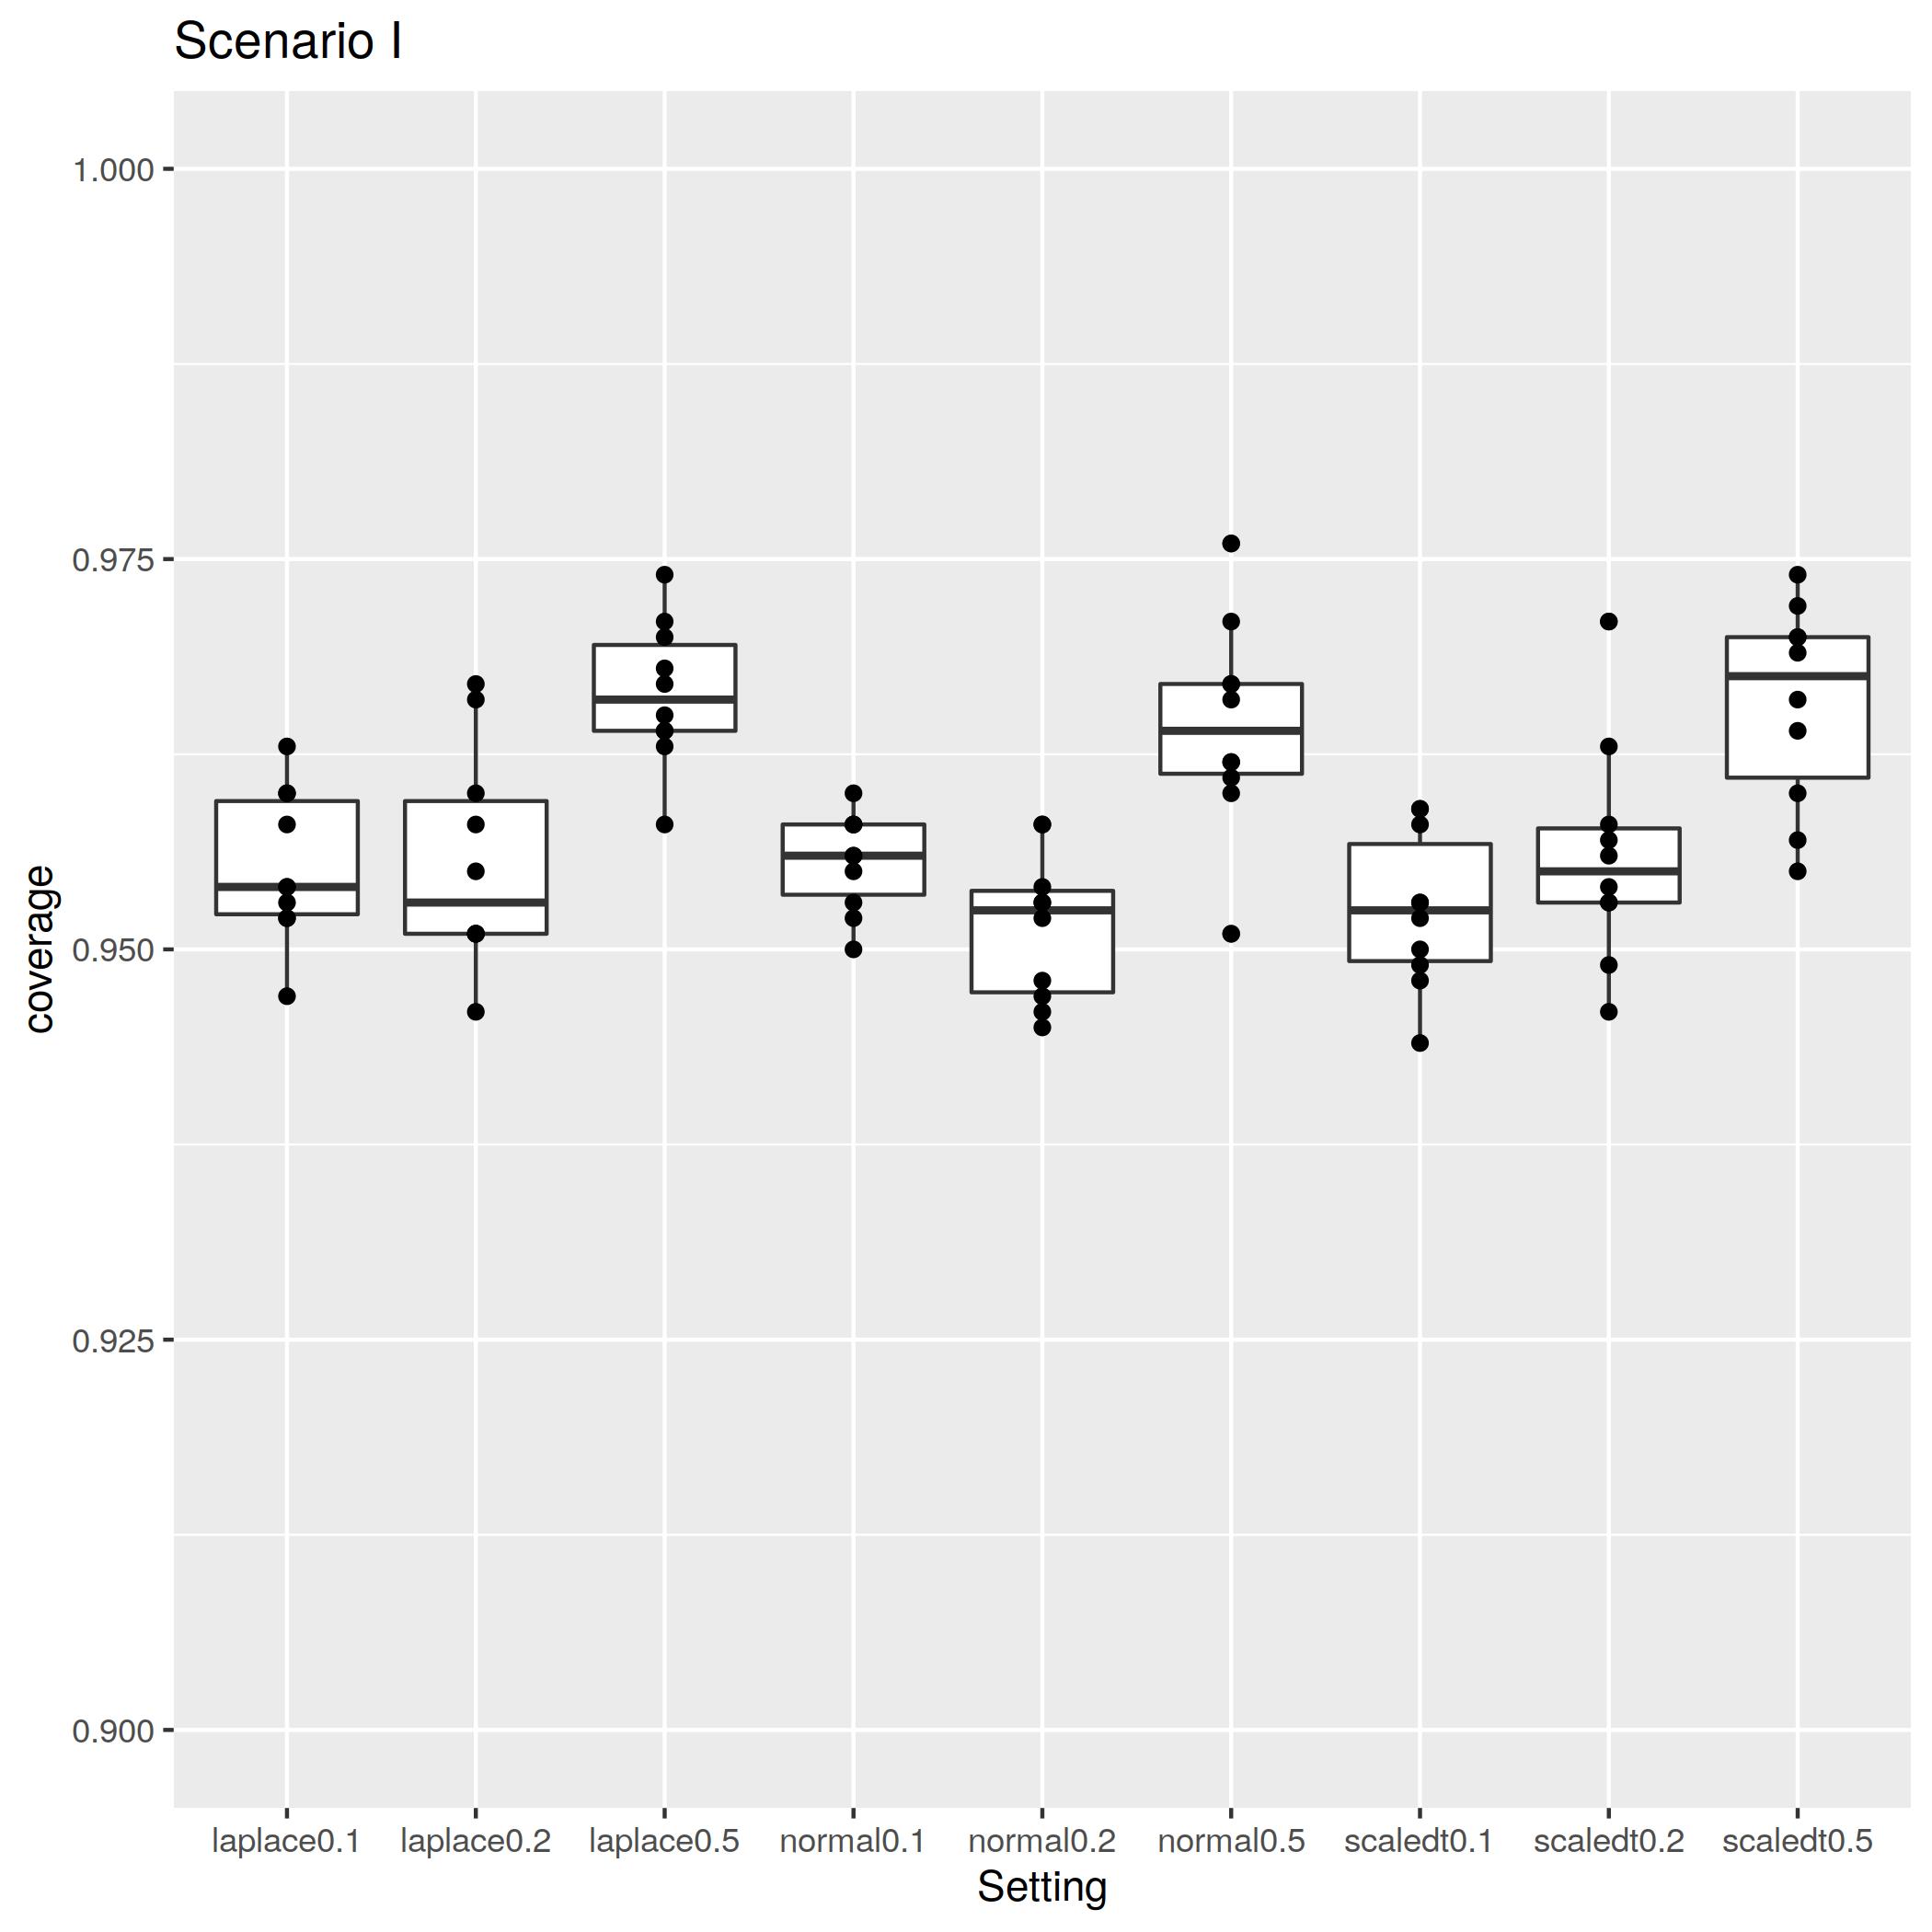 Scenario I
1.000
0.975
0.950
0.925
0.900
coverage
laplace0.1 laplace0.2 laplace0.5 normal0.1 normal0.2 normal0.5 scaledt0.1 scaledt0.2 scaledt0.5
Setting